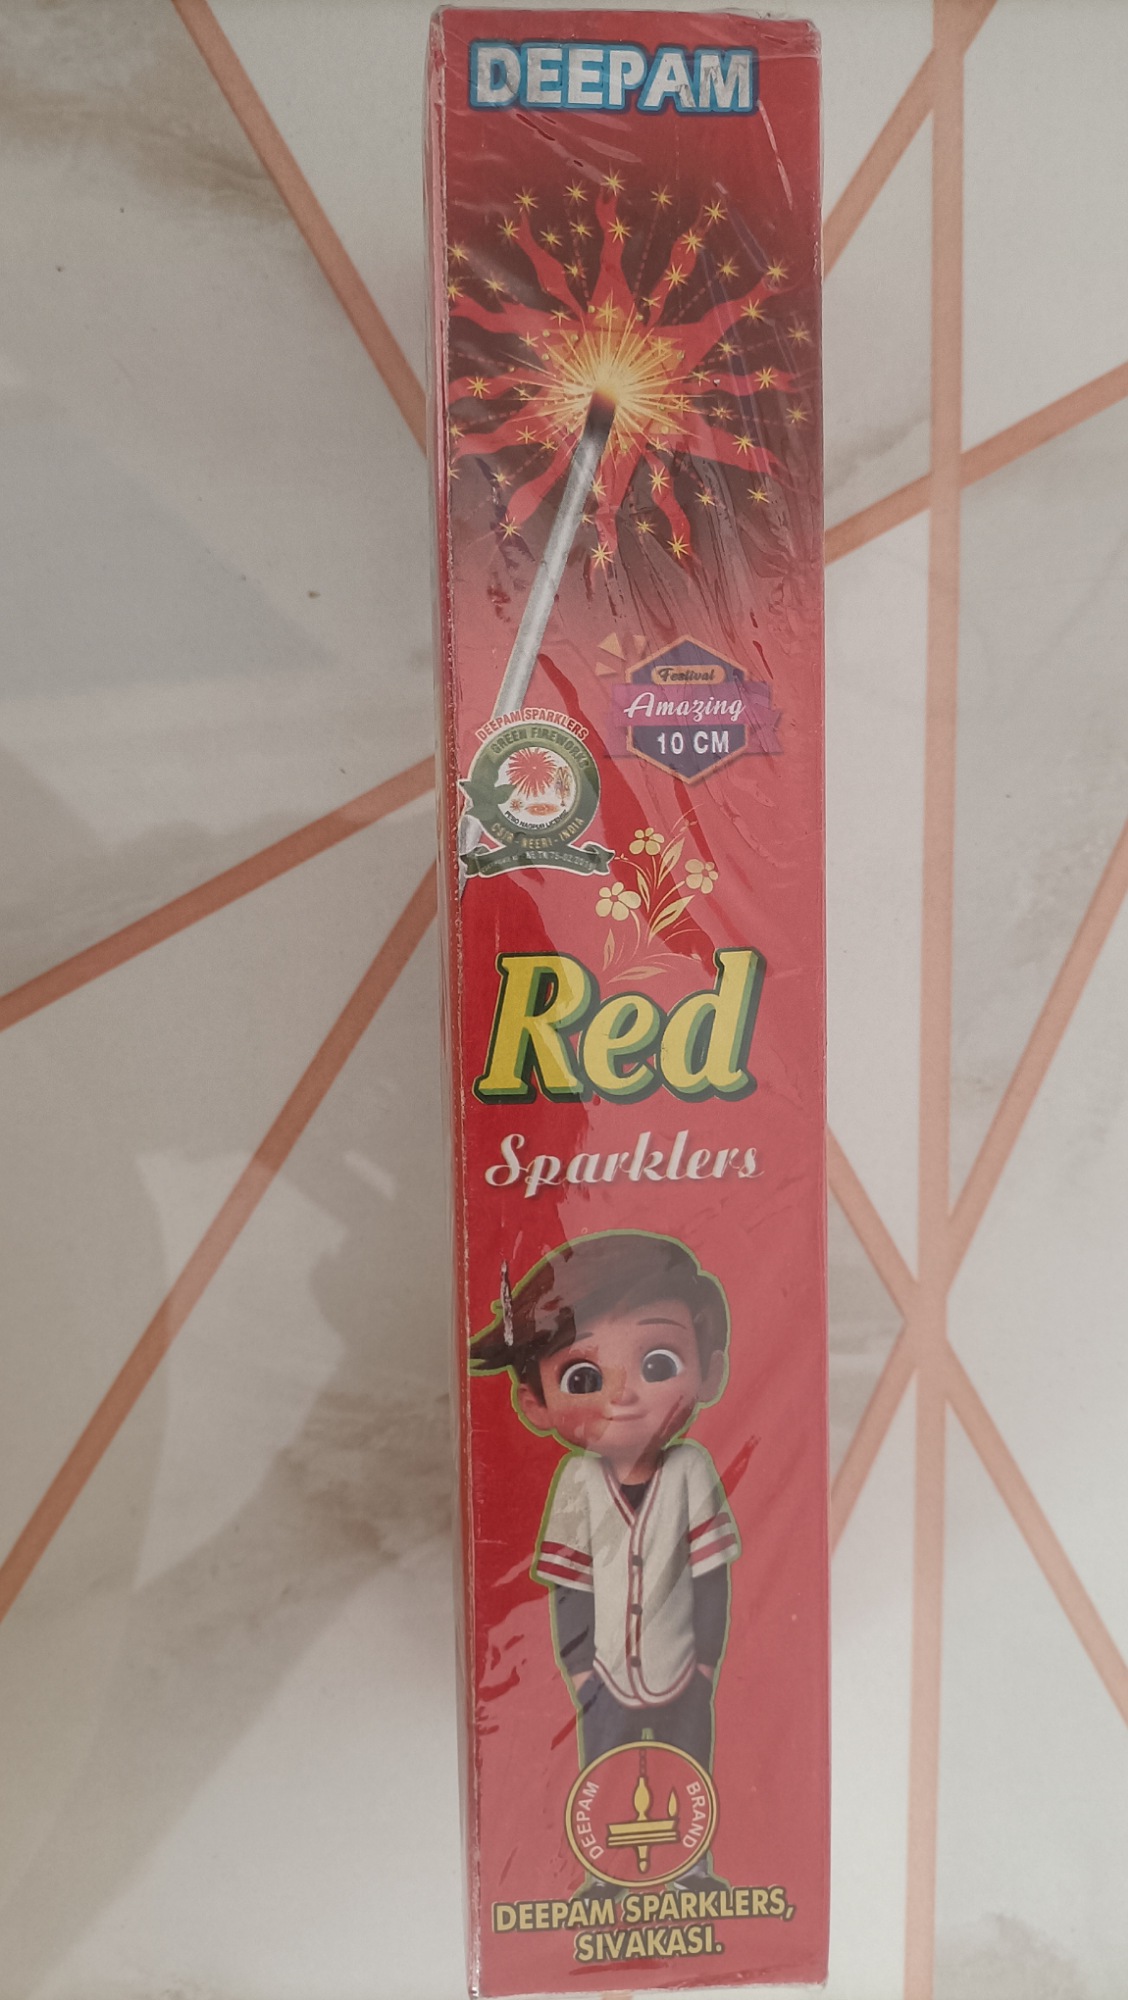 DEEPAM
Festival
Amazing
10 CM
DEEPAM SPARKLERS
GREEN FIREWORKS
CSIR-NEERI-INDIA
Red
Sparklers
DEEPAM BRAND
DEEPAM SPARKLERS,
SIVAKASI.